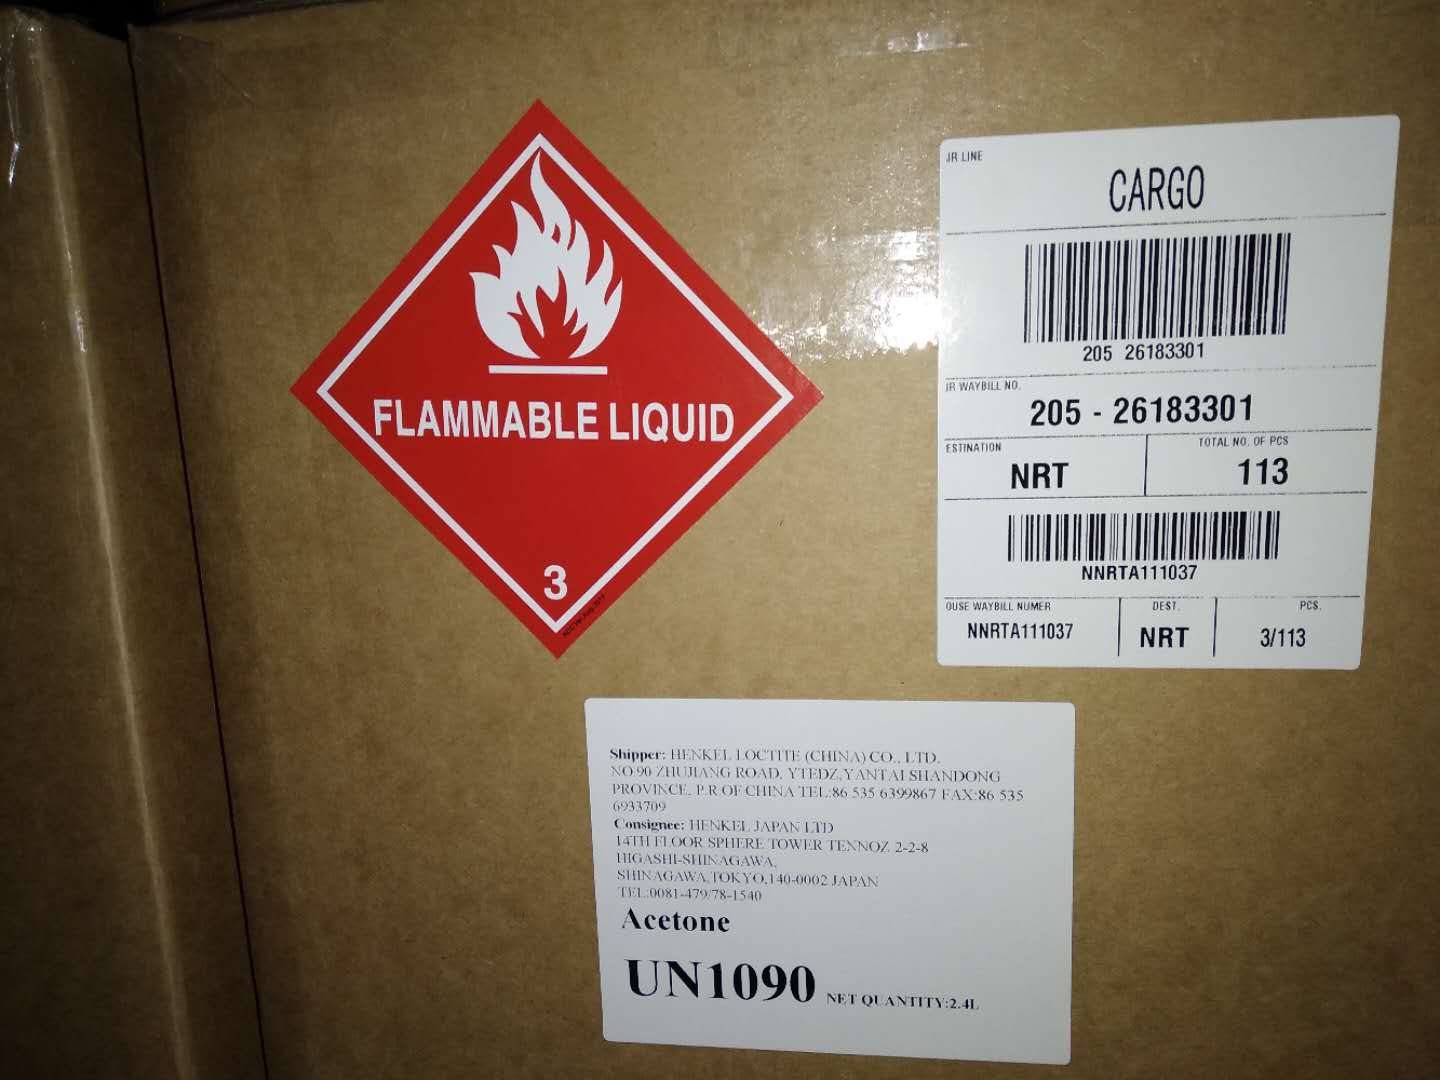 FLAMMABLE LIQUID
3
IR LINE
CARGO
205 26183301
IR WAYBILL NO.
205 - 26183301
ESTINATION
NRT
TOTAL NO. OF PCS
113
NNRTA111037
OUSE WAYBILL NUMER
NNRTA111037
DEST.
NRT
PCS.
3/113
Shipper: HENKEL LOCTITE (CHINA) CO., LTD.
NO 90 ZHUJIANG ROAD, YTEDZ,YANTAI SHANDONG
PROVINCE, P.R OF CHINA TEL:86 535 6399867 FAX:86 535
6933709
Consignee: HENKEL JAPAN LTD
14TH FLOOR SPHERE TOWER TENNOZ 2-2-8
HIGASHI-SHINAGAWA,
SHINAGAWA,TOKYO,140-0002 JAPAN
TEL:0081-479/78-1540
Acetone
UN1090 NET QUANTITY:2.4L